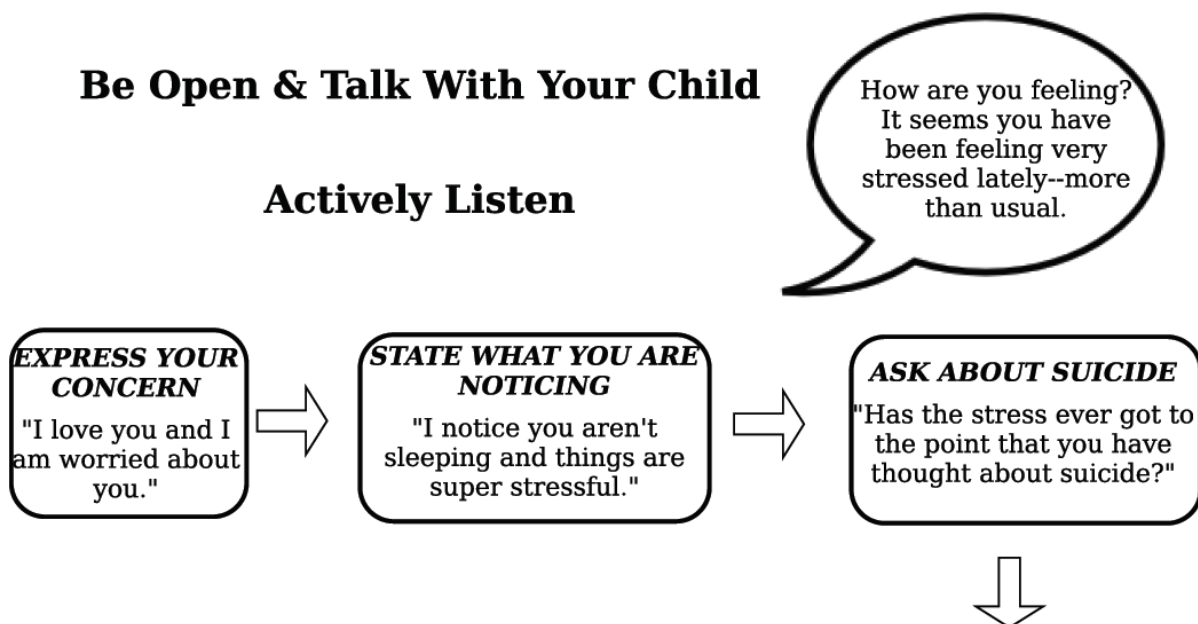 Be Open & Talk With Your Child
Actively Listen
How are you feeling?
It seems you have
been feeling very
stressed lately--more
than usual.
EXPRESS YOUR
CONCERN
"I love you and I
am worried about
you."
STATE WHAT YOU ARE
NOTICING
"I notice you aren't
sleeping and things are
super stressful."
ASK ABOUT SUICIDE
"Has the stress ever got to
the point that you have
thought about suicide?"